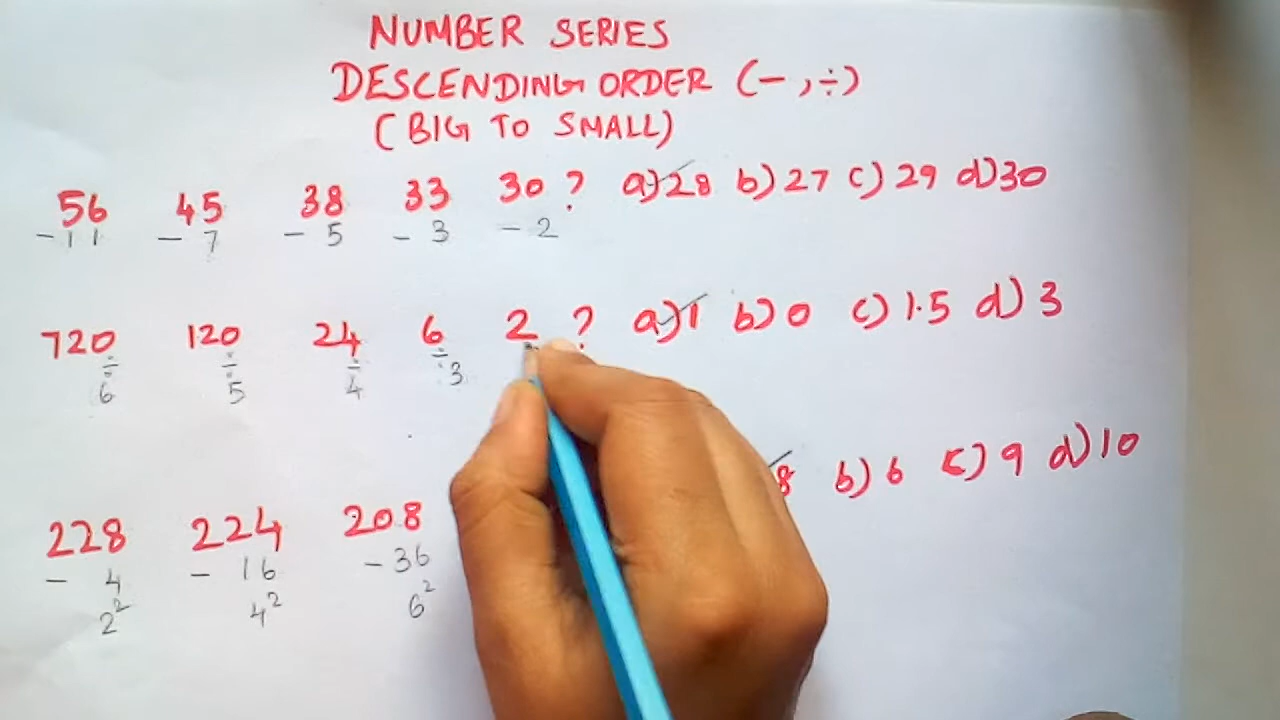 NUMBER SERIES
DESCENDING ORDER (- , ÷)
(BIG TO SMALL)
56 45 38 33 30 ? a) 28 b) 27 c) 29 d) 30
- 11 - 7 - 5 - 3 - 2
720 120 24 6 2 ? a) 1 b) 0 c) 1.5 d) 3
÷ ÷ ÷ ÷
6 5 4 3
8 b) 6 c) 9 d) 10
228 224 208
- 4 - 16 - 36
2² 4² 6²